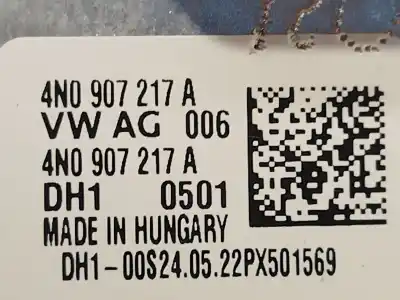 4N0 907 217 A
VW AG 006
4N0 907 217 A
DH1 0501
MADE IN HUNGARY
DH1-00S24.05.22PX501569